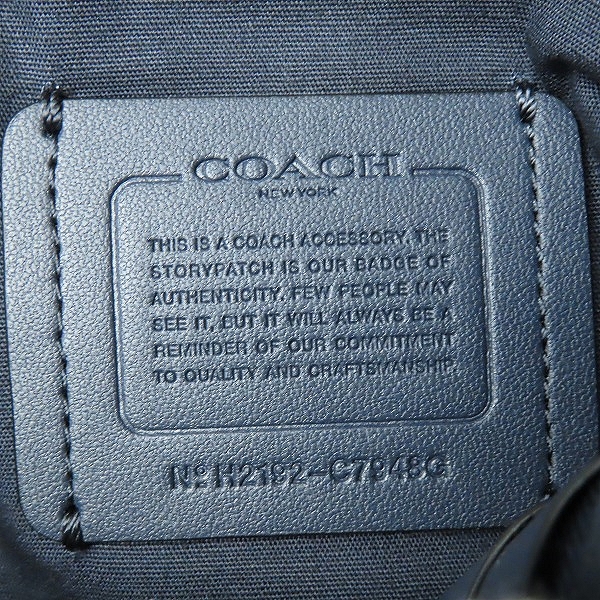 COACH
NEW YORK
THIS IS A COACH ACCESSORY. THE
STORYPATCH IS OUR BADGE OF
AUTHENTICITY. FEW PEOPLE MAY
SEE IT, BUT IT WILL ALWAYS BE A
REMINDER OF OUR COMMITMENT
TO QUALITY AND CRAFTSMANSHIP.
Nº H2192-C7948G